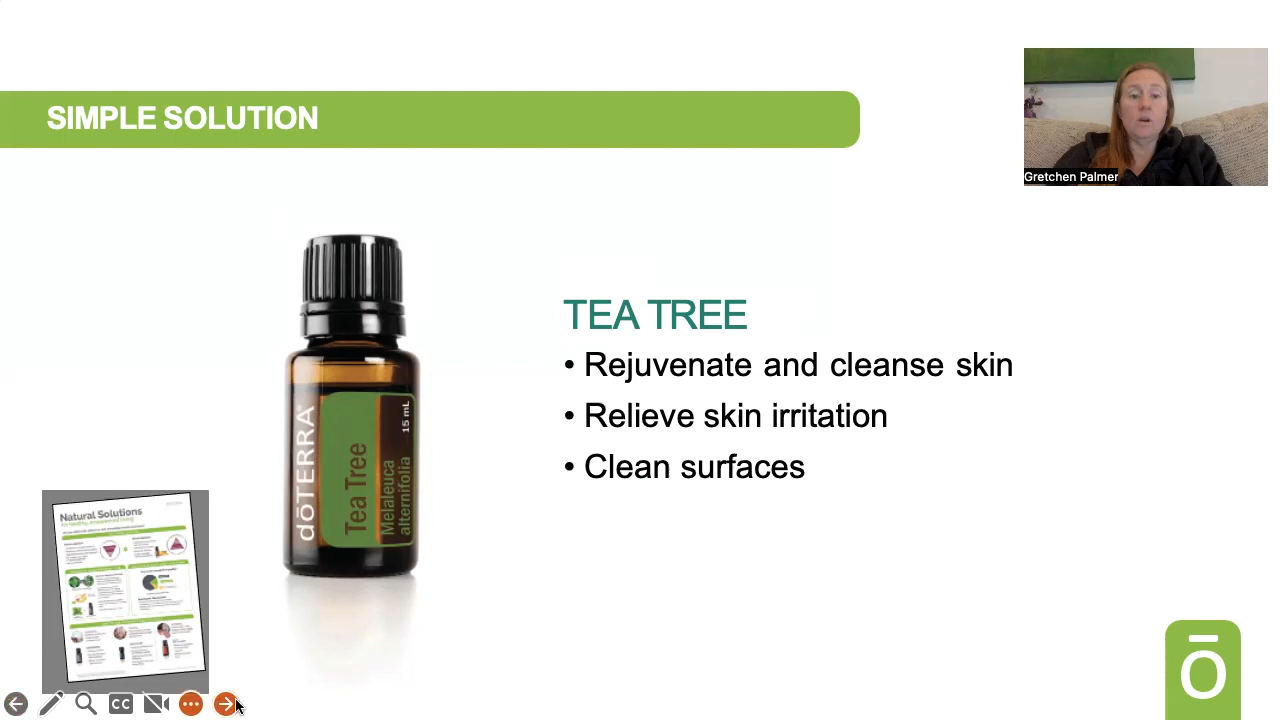 SIMPLE SOLUTION
Gretchen Palmer
TEA TREE
• Rejuvenate and cleanse skin
• Relieve skin irritation
• Clean surfaces
dōTERRA®
Tea Tree
Melaleuca
alternifolia
15 mL
Natural Solutions
CC
ō